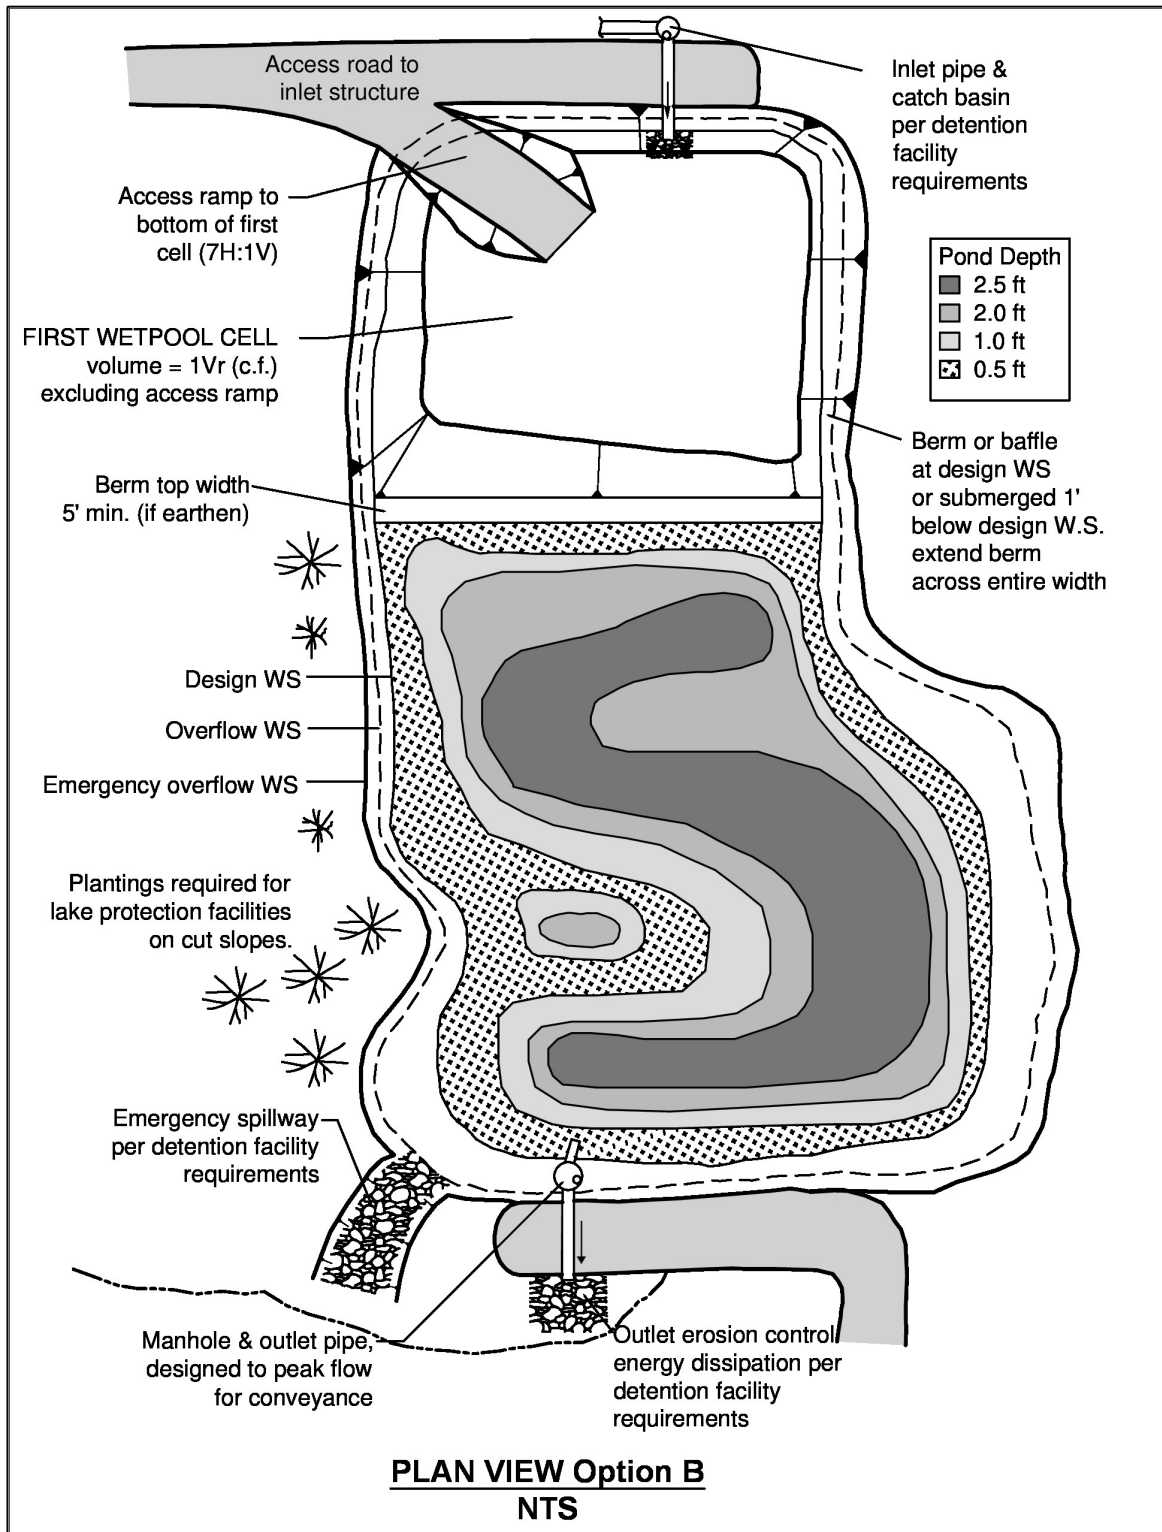 Access road to
inlet structure
Inlet pipe &
catch basin
per detention
facility
requirements
Access ramp to
bottom of first
cell (7H:1V)
Pond Depth
2.5 ft
2.0 ft
1.0 ft
0.5 ft
FIRST WETPOOL CELL
volume = 1Vr (c.f.)
excluding access ramp
Berm or baffle
at design WS
or submerged 1'
below design W.S.
extend berm
across entire width
Berm top width
5' min. (if earthen)
Design WS
Overflow WS
Emergency overflow WS
Plantings required for
lake protection facilities
on cut slopes.
Emergency spillway
per detention facility
requirements
Manhole & outlet pipe,
designed to peak flow
for conveyance
Outlet erosion control
energy dissipation per
detention facility
requirements
PLAN VIEW Option B
NTS